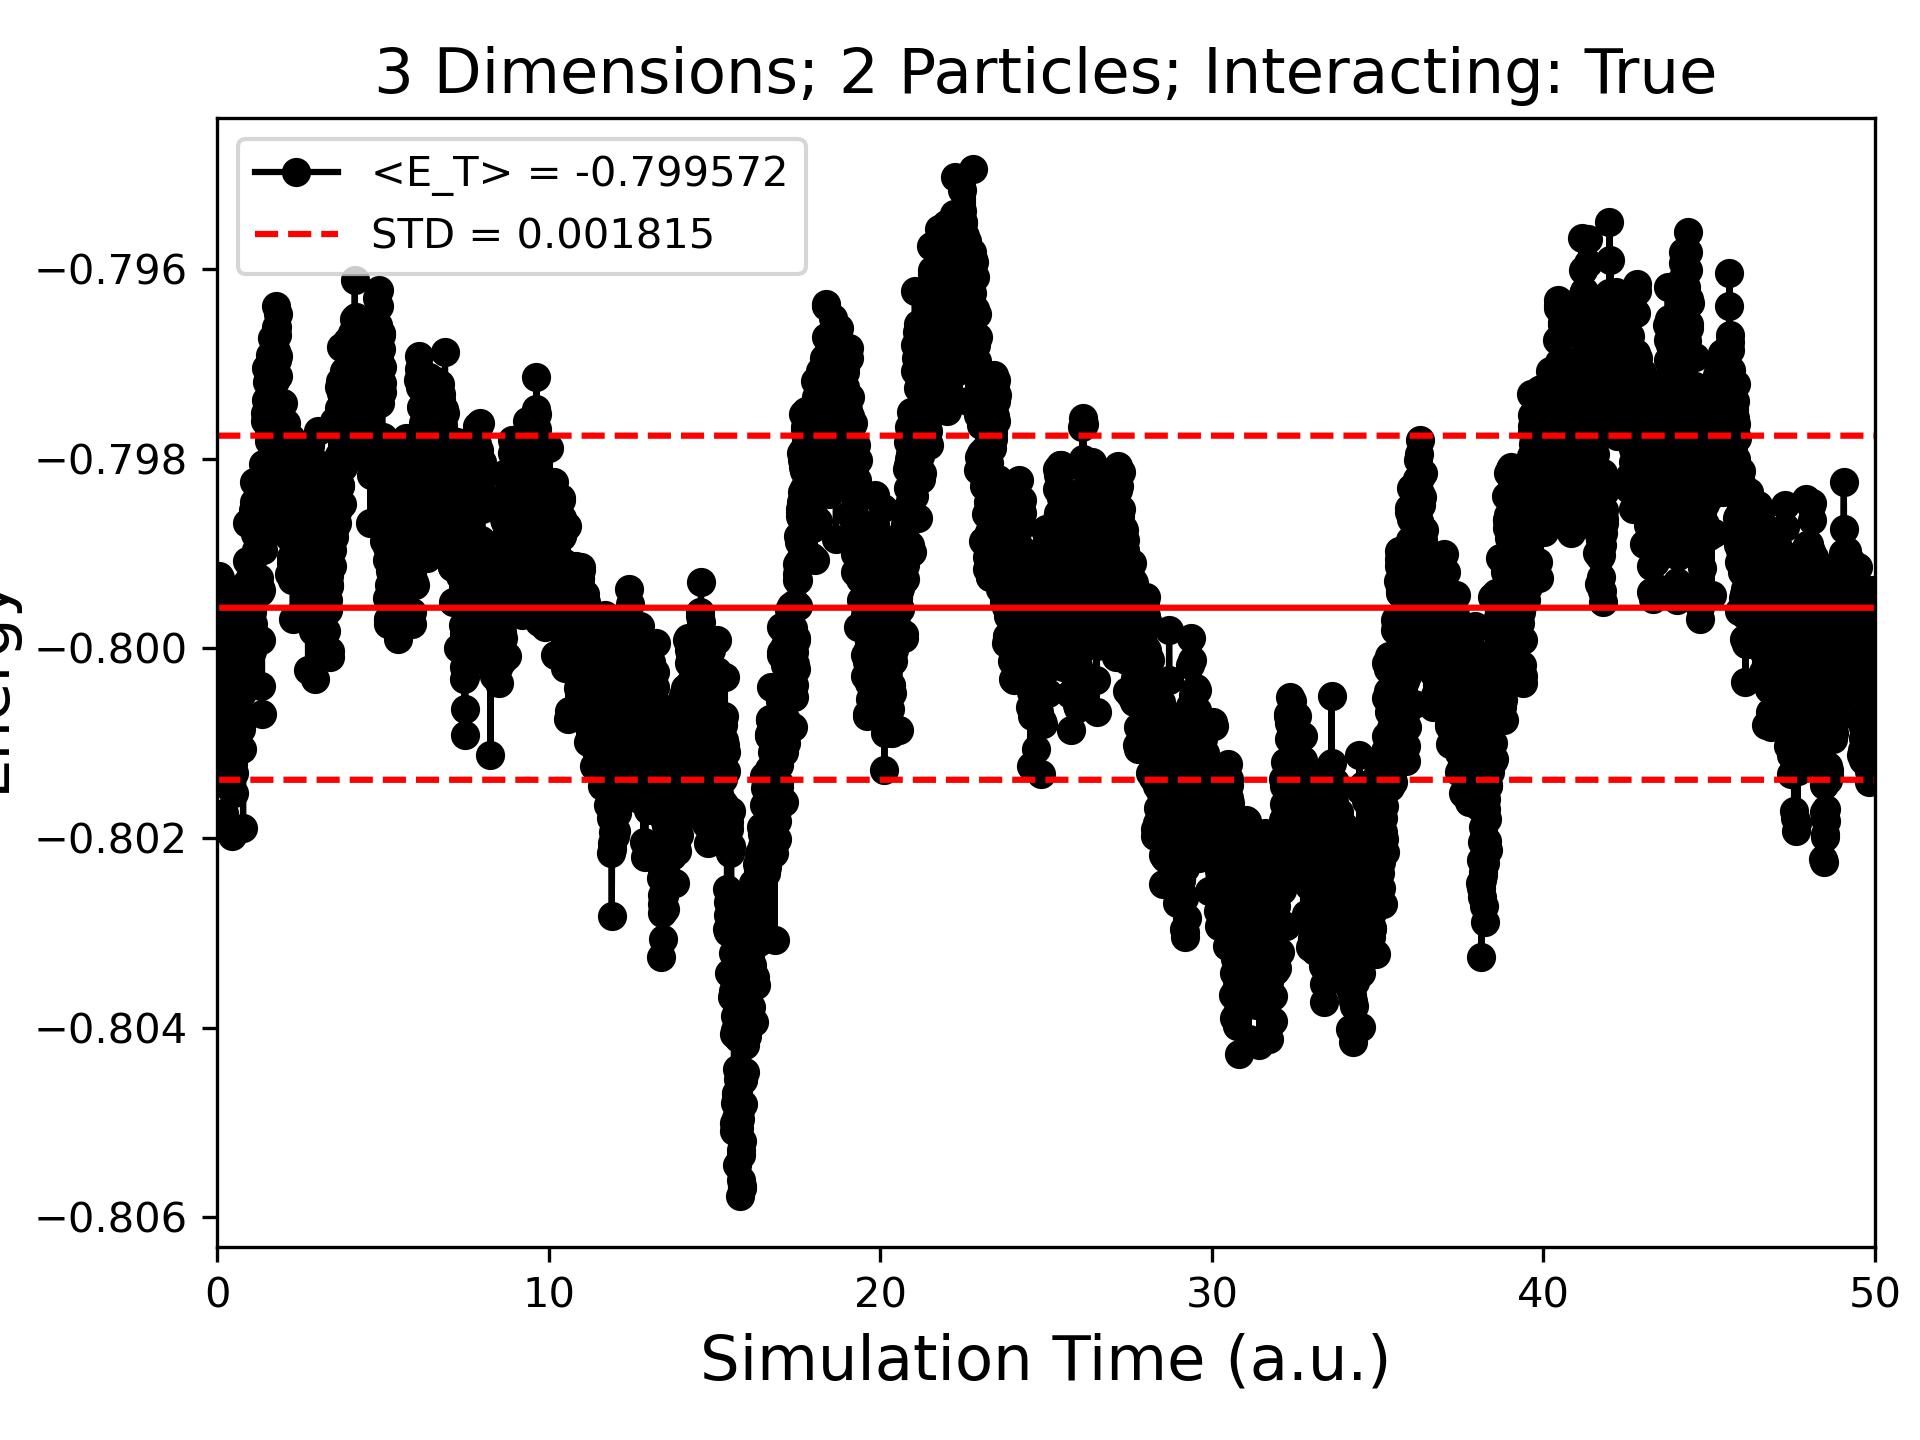 3 Dimensions; 2 Particles; Interacting: True
<E_T> = -0.799572
STD = 0.001815
−0.796
−0.798
−0.800
−0.802
−0.804
−0.806
Energy
0 10 20 30 40 50
Simulation Time (a.u.)